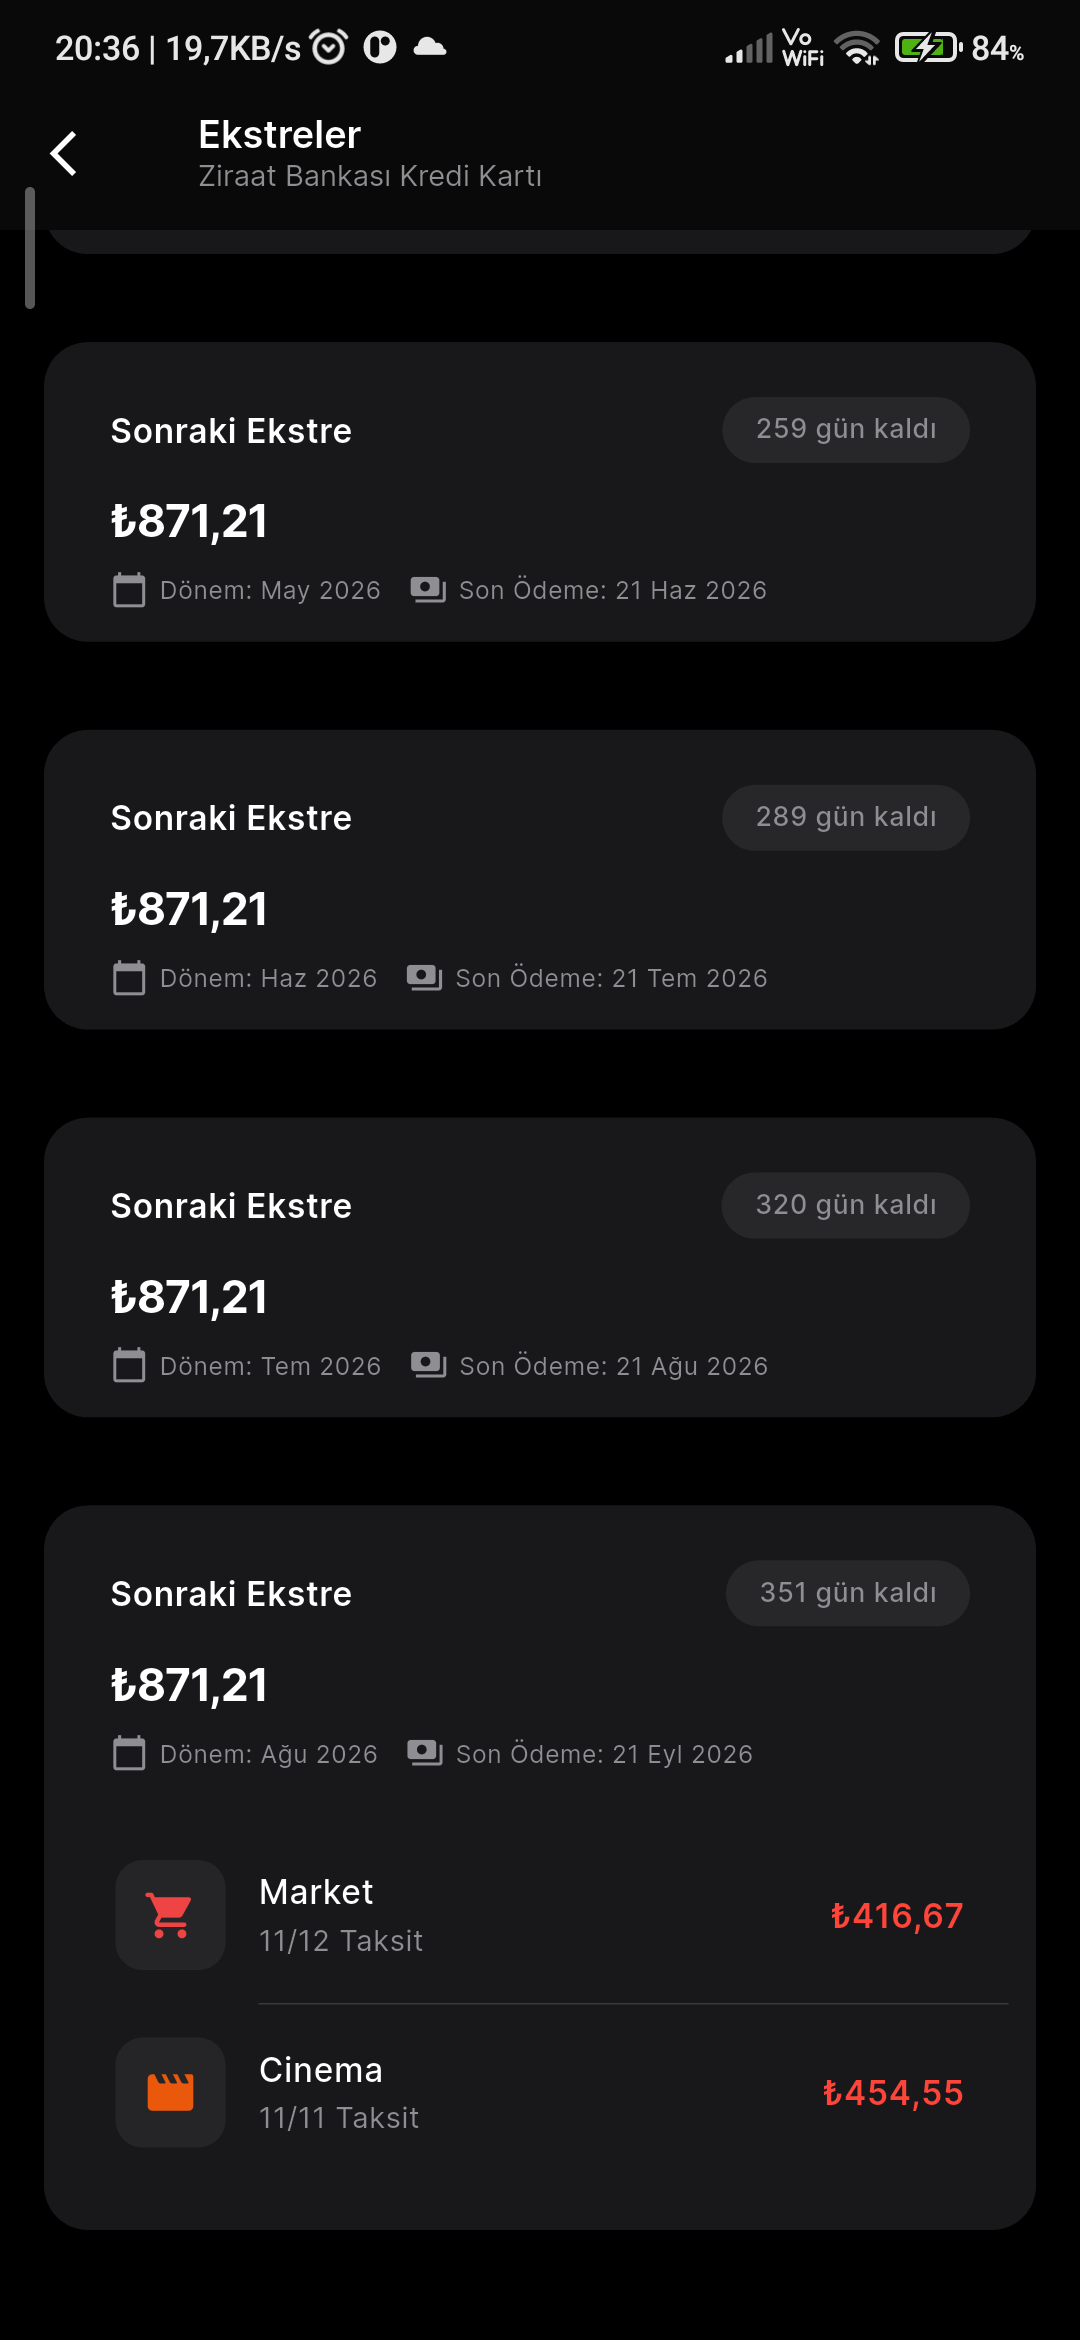 20:36 | 19,7KB/s
Vo WiFi
84%
Ekstreler
Ziraat Bankası Kredi Kartı
Sonraki Ekstre
259 gün kaldı
₺871,21
Dönem: May 2026
Son Ödeme: 21 Haz 2026
Sonraki Ekstre
289 gün kaldı
₺871,21
Dönem: Haz 2026
Son Ödeme: 21 Tem 2026
Sonraki Ekstre
320 gün kaldı
₺871,21
Dönem: Tem 2026
Son Ödeme: 21 Ağu 2026
Sonraki Ekstre
351 gün kaldı
₺871,21
Dönem: Ağu 2026
Son Ödeme: 21 Eyl 2026
Market
11/12 Taksit
₺416,67
Cinema
11/11 Taksit
₺454,55